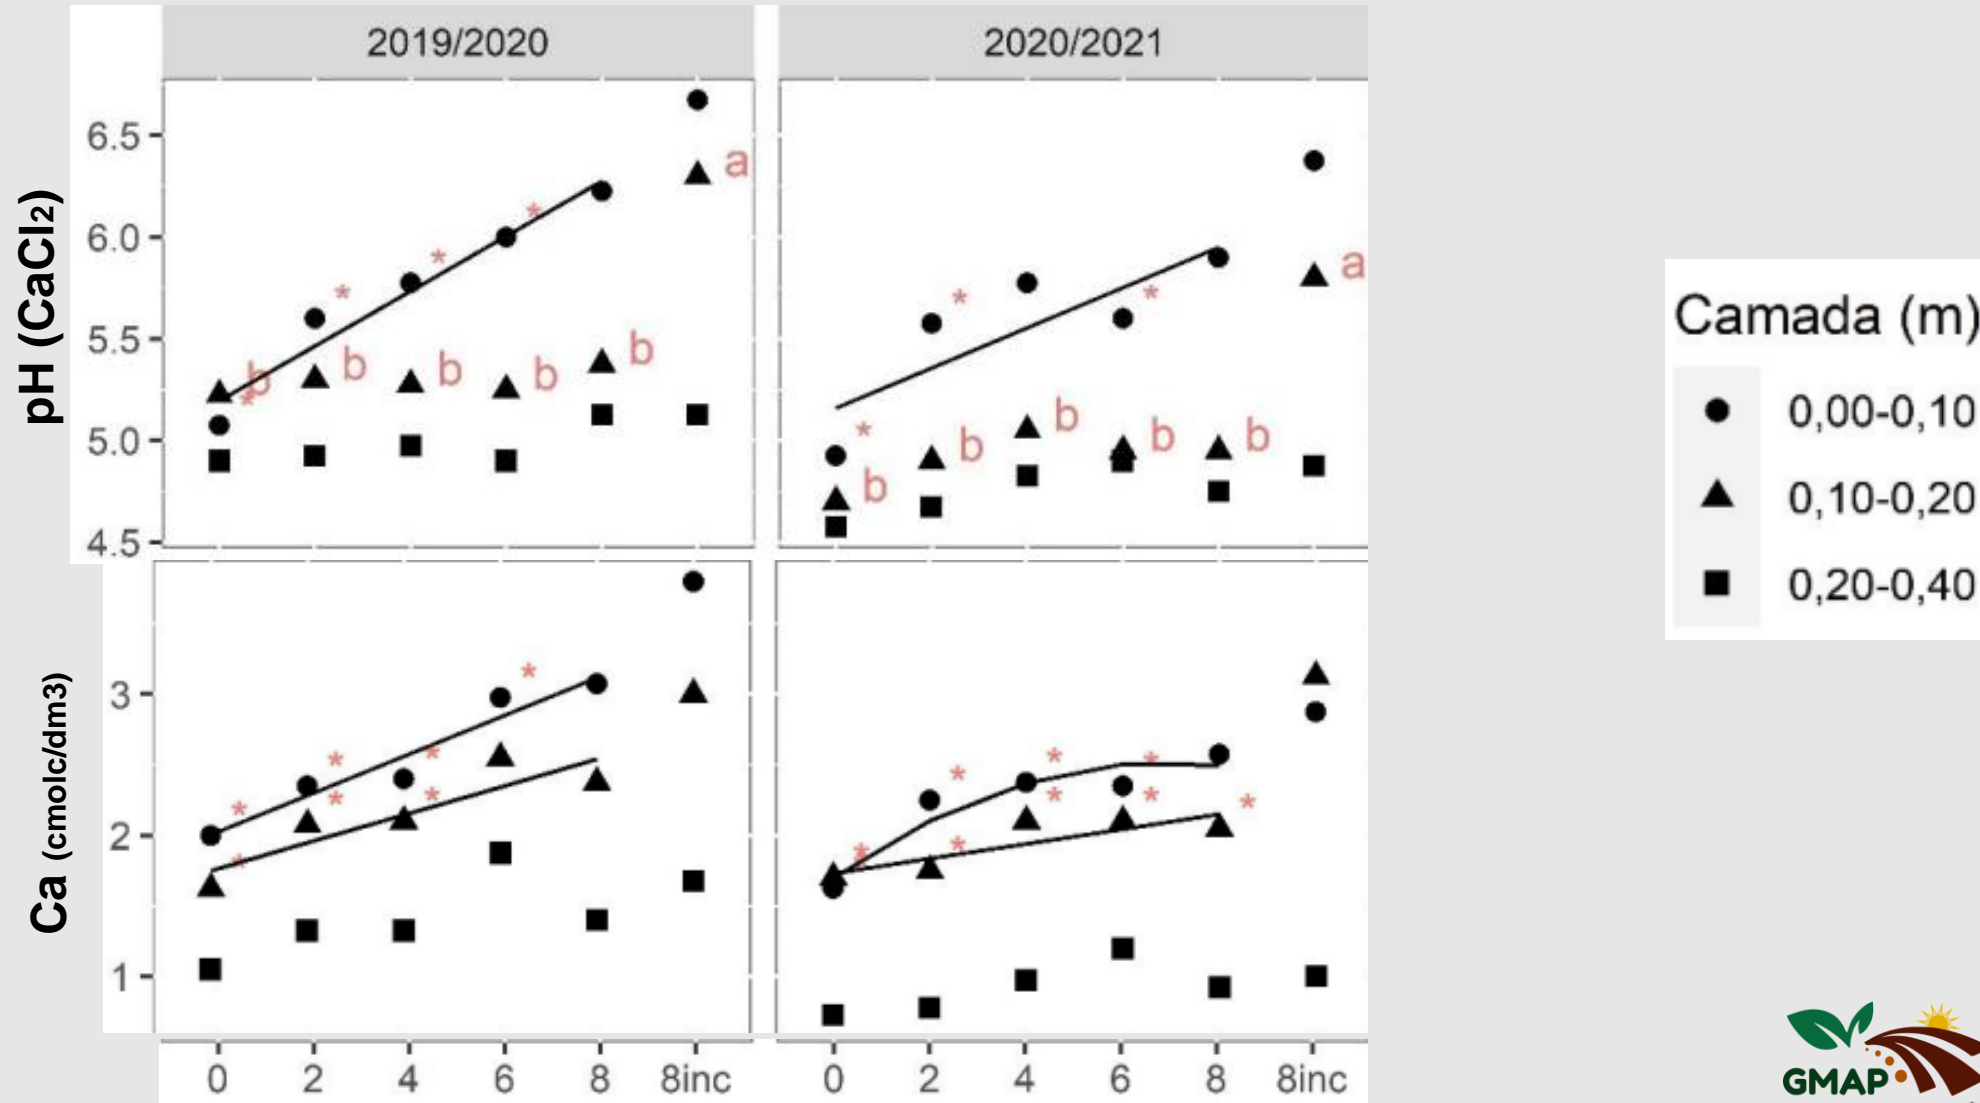 2019/2020
2020/2021
pH (CaCl2)
6.5
6.0
5.5
5.0
4.5
* b
b *
b *
b *
b
a
* b
b *
b
b *
b
a
Ca (cmolc/dm3)
3
2
1
* *
* *
* *
*
* *
* *
* *
* *
*
0 2 4 6 8 8inc
0 2 4 6 8 8inc
Camada (m)
0,00-0,10
0,10-0,20
0,20-0,40
GMAP